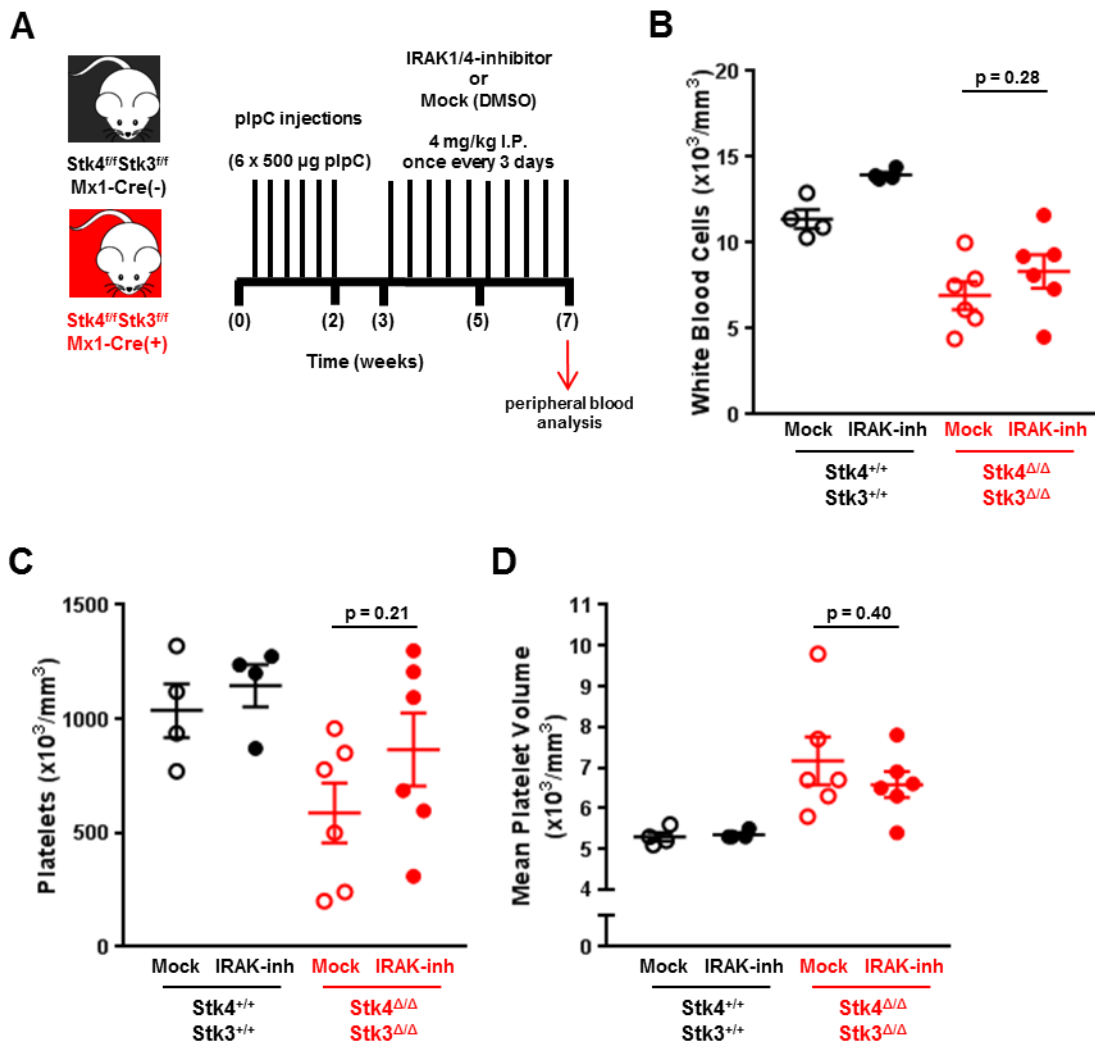 A
Stk4f/fStk3f/f
Mx1-Cre(-)
Stk4f/fStk3f/f
Mx1-Cre(+)
pIpC injections
(6 x 500 µg pIpC)
IRAK1/4-inhibitor
or
Mock (DMSO)
4 mg/kg I.P.
once every 3 days
(0)
(2)
(3)
(5)
(7)
Time (weeks)
peripheral blood
analysis
B
White Blood Cells (x10³/mm³)
20
15
10
5
0
p = 0.28
Mock IRAK-inh Mock IRAK-inh
Stk4+/+ Stk4Δ/Δ
Stk3+/+ Stk3Δ/Δ
C
Platelets (x10³/mm³)
1500
1000
500
0
p = 0.21
Mock IRAK-inh Mock IRAK-inh
Stk4+/+ Stk4Δ/Δ
Stk3+/+ Stk3Δ/Δ
D
Mean Platelet Volume
(x10³/mm³)
11
10
9
8
7
6
5
4
0
p = 0.40
Mock IRAK-inh Mock IRAK-inh
Stk4+/+ Stk4Δ/Δ
Stk3+/+ Stk3Δ/Δ